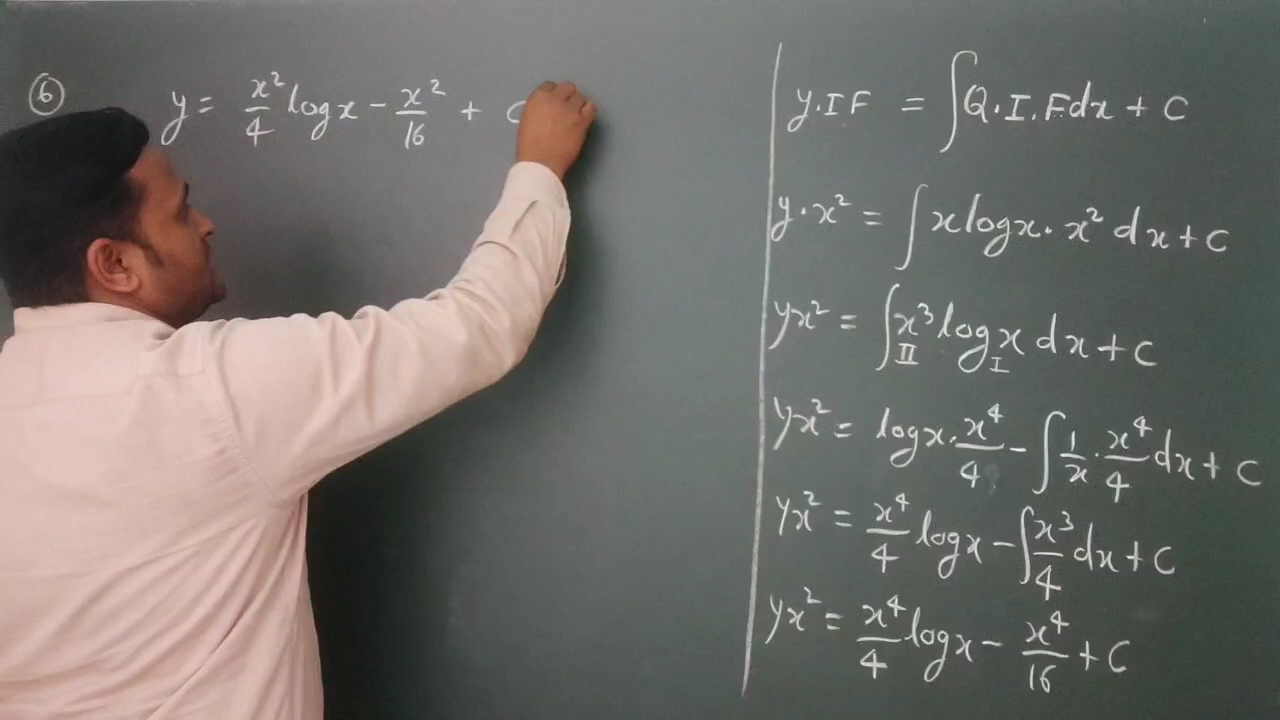 ⑥ y = x²/4 log x − x²/16 + C
y · I F = ∫ Q · I . F dx + C
y · x² = ∫ x log x · x² dx + C
yx² = ∫ x³ log x dx + C
II I
yx² = log x · x⁴/4 − ∫ 1/x · x⁴/4 dx + C
yx² = x⁴/4 log x − ∫ x³/4 dx + C
yx² = x⁴/4 log x − x⁴/16 + C